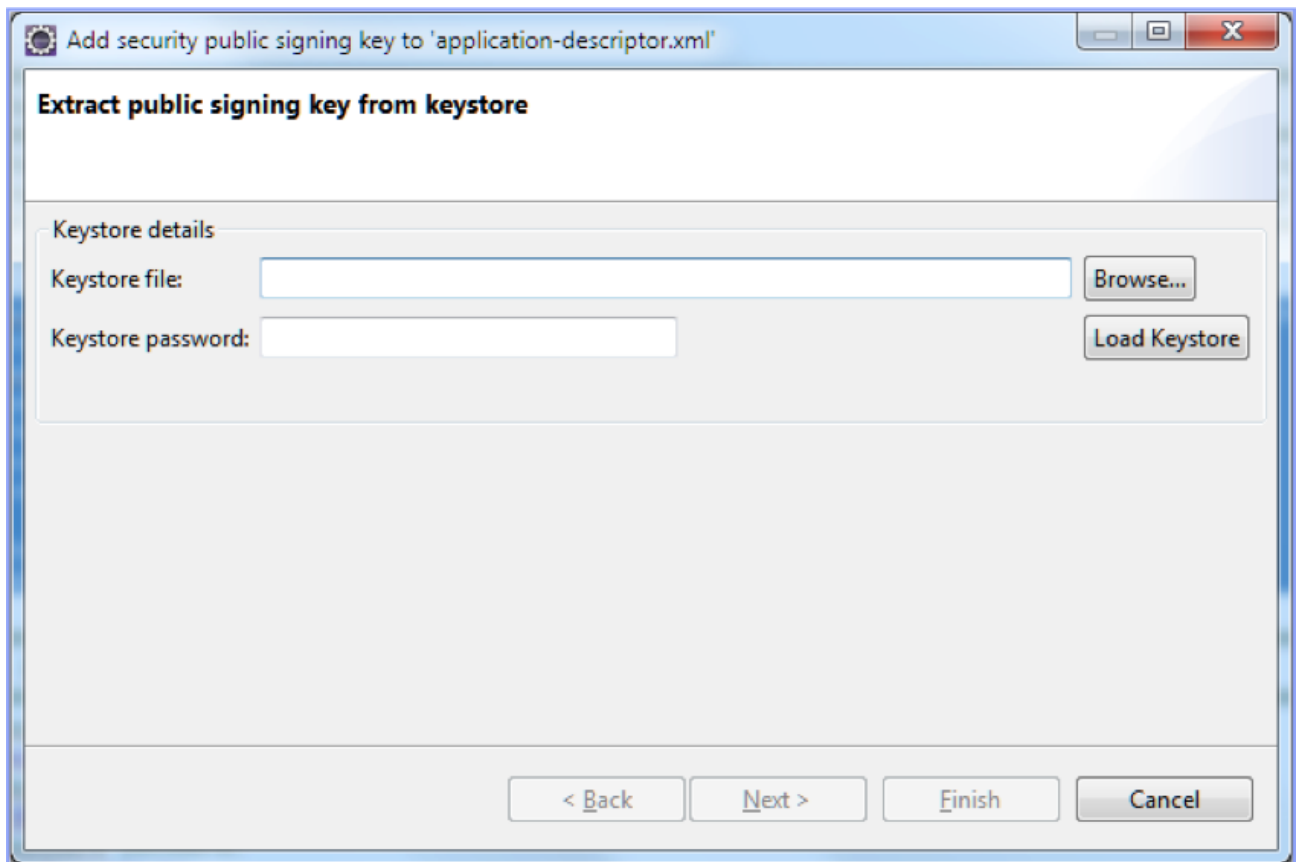 Add security public signing key to 'application-descriptor.xml'
Extract public signing key from keystore
Keystore details
Keystore file:
Browse...
Keystore password:
Load Keystore
< Back
Next >
Finish
Cancel